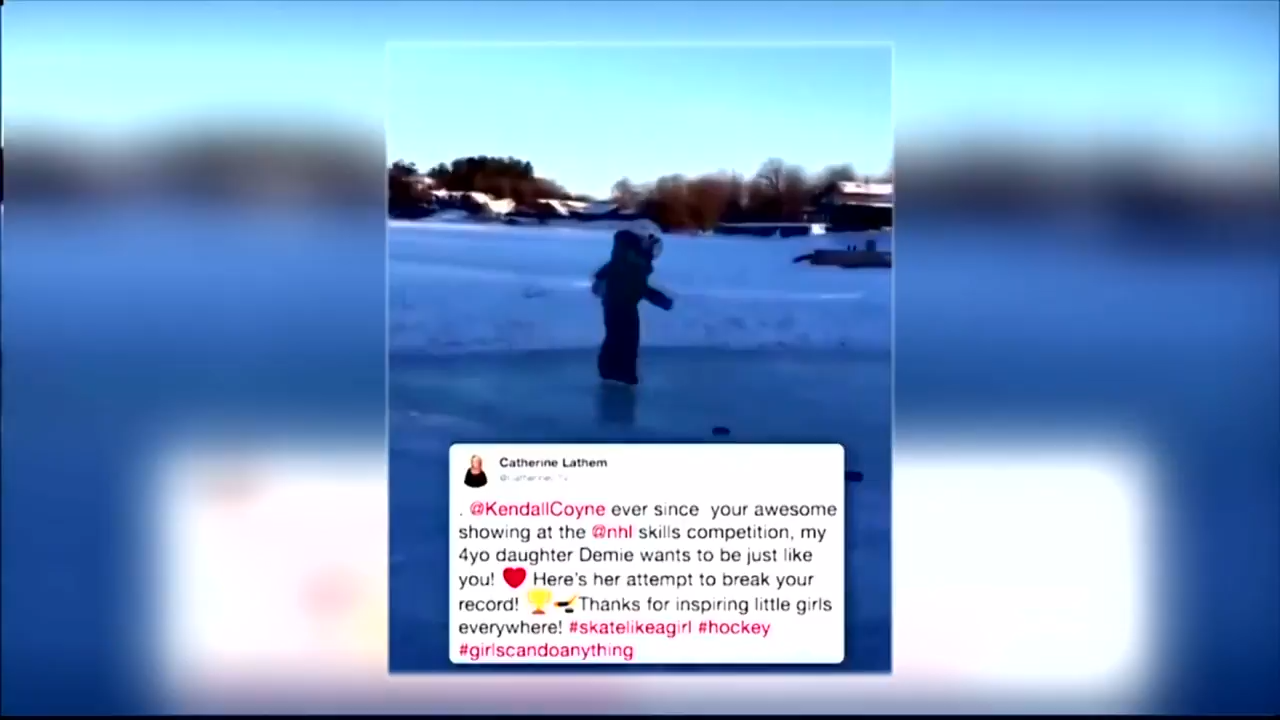 Catherine Lathem
. @KendallCoyne ever since your awesome
showing at the @nhl skills competition, my
4yo daughter Demie wants to be just like
you! ❤️ Here's her attempt to break your
record! 🏆🏒Thanks for inspiring little girls
everywhere! #skatelikeagirl #hockey
#girlscandoanything